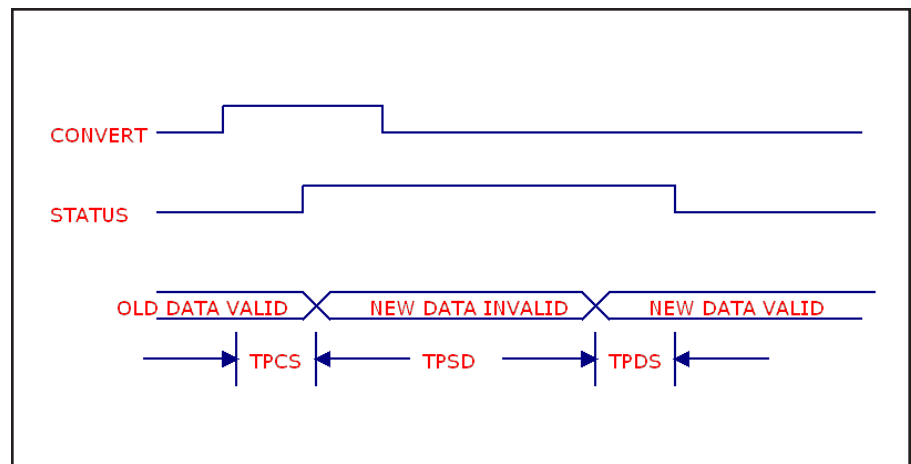 CONVERT
STATUS
OLD DATA VALID NEW DATA INVALID NEW DATA VALID
TPCS TPSD TPDS